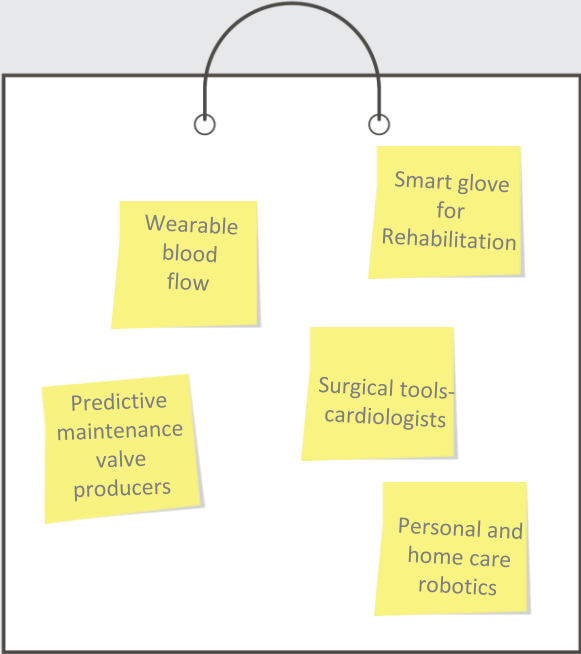 Smart glove
for
Rehabilitation
Wearable
blood
flow
Surgical tools-
cardiologists
Predictive
maintenance
valve
producers
Personal and
home care
robotics